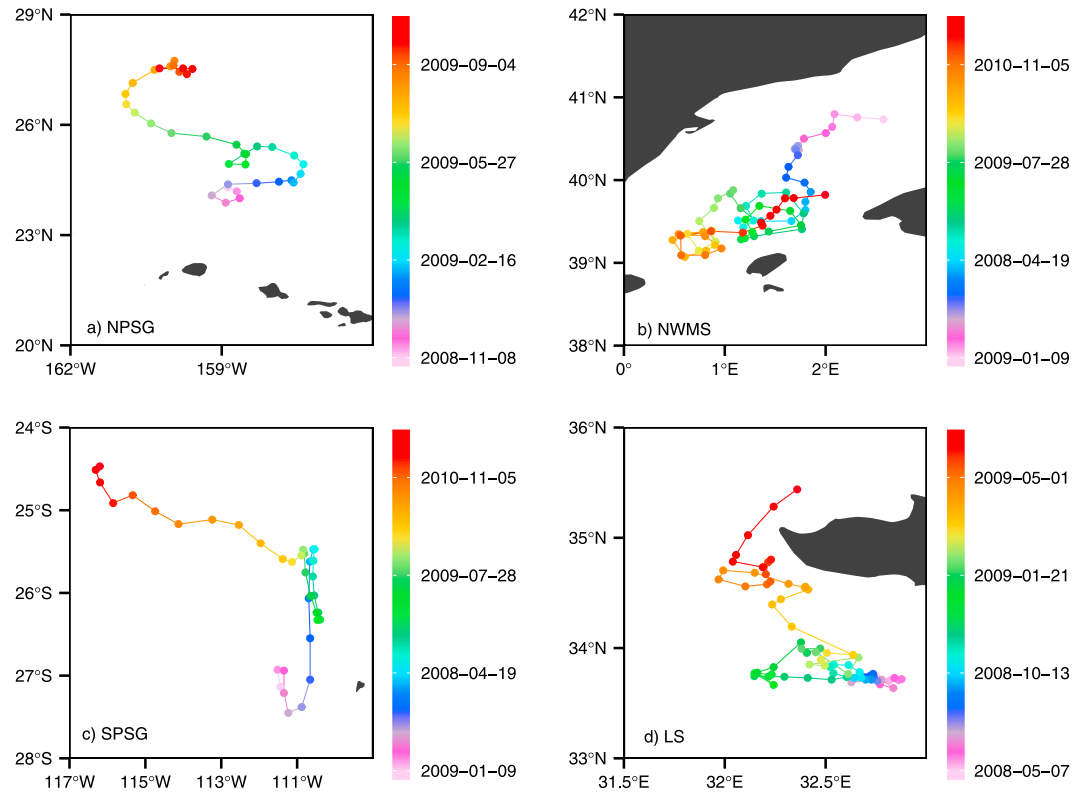 29°N
26°N
23°N
20°N
162°W
159°W
a) NPSG
2009−09−04
2009−05−27
2009−02−16
2008−11−08
42°N
41°N
40°N
39°N
38°N
0°
1°E
2°E
b) NWMS
2010−11−05
2009−07−28
2008−04−19
2009−01−09
24°S
25°S
26°S
27°S
28°S
117°W
115°W
113°W
111°W
c) SPSG
2010−11−05
2009−07−28
2008−04−19
2009−01−09
36°N
35°N
34°N
33°N
31.5°E
32°E
32.5°E
d) LS
2009−05−01
2009−01−21
2008−10−13
2008−05−07